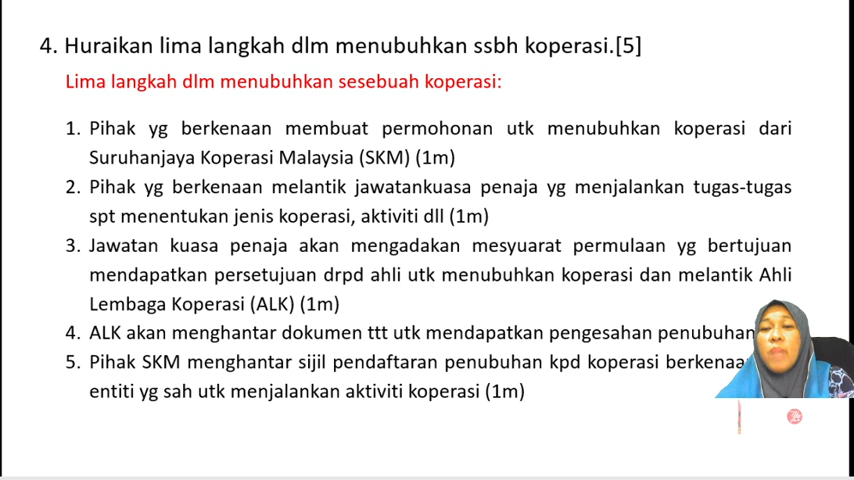 4. Huraikan lima langkah dlm menubuhkan ssbh koperasi.[5]
Lima langkah dlm menubuhkan sesebuah koperasi:
1. Pihak yg berkenaan membuat permohonan utk menubuhkan koperasi dari
Suruhanjaya Koperasi Malaysia (SKM) (1m)
2. Pihak yg berkenaan melantik jawatankuasa penaja yg menjalankan tugas-tugas
spt menentukan jenis koperasi, aktiviti dll (1m)
3. Jawatan kuasa penaja akan mengadakan mesyuarat permulaan yg bertujuan
mendapatkan persetujuan drpd ahli utk menubuhkan koperasi dan melantik Ahli
Lembaga Koperasi (ALK) (1m)
4. ALK akan menghantar dokumen ttt utk mendapatkan pengesahan penubuhan
5. Pihak SKM menghantar sijil pendaftaran penubuhan kpd koperasi
entiti yg sah utk menjalankan aktiviti koperasi (1m)